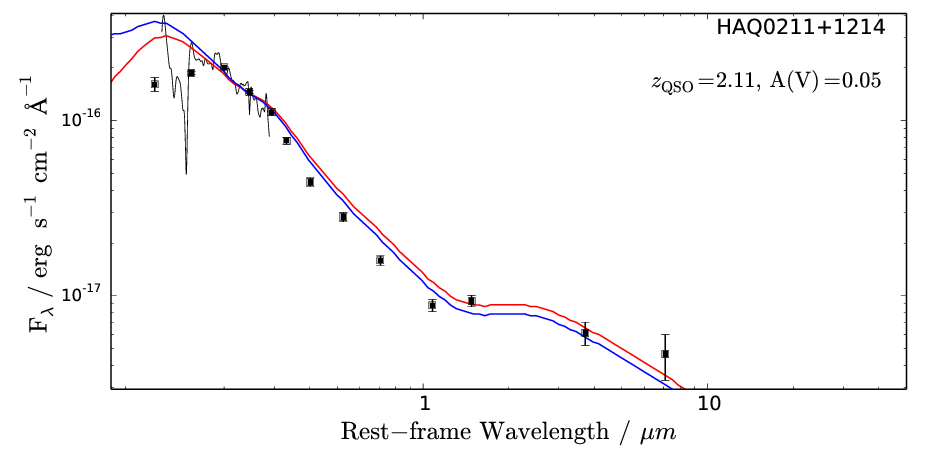 HAQ0211+1214
z_QSO=2.11, A(V)=0.05
10^-16
10^-17
F_λ / erg s^−1 cm^−2 Å^−1
1
10
Rest−frame Wavelength / μm